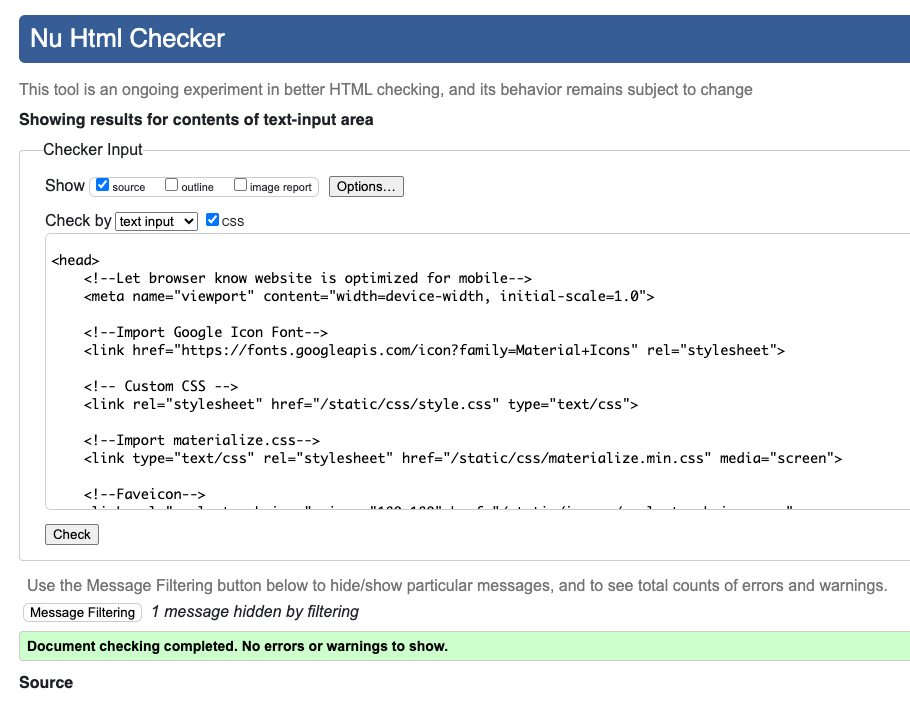 Nu Html Checker
This tool is an ongoing experiment in better HTML checking, and its behavior remains subject to change
Showing results for contents of text-input area
Checker Input
Show source outline image report Options...
Check by text input CSS
<head>
<!--Let browser know website is optimized for mobile-->
<meta name="viewport" content="width=device-width, initial-scale=1.0">
<!--Import Google Icon Font-->
<link href="https://fonts.googleapis.com/icon?family=Material+Icons" rel="stylesheet">
<!-- Custom CSS -->
<link rel="stylesheet" href="/static/css/style.css" type="text/css">
<!--Import materialize.css-->
<link type="text/css" rel="stylesheet" href="/static/css/materialize.min.css" media="screen">
<!--Faveicon-->
Check
Use the Message Filtering button below to hide/show particular messages, and to see total counts of errors and warnings.
Message Filtering 1 message hidden by filtering
Document checking completed. No errors or warnings to show.
Source